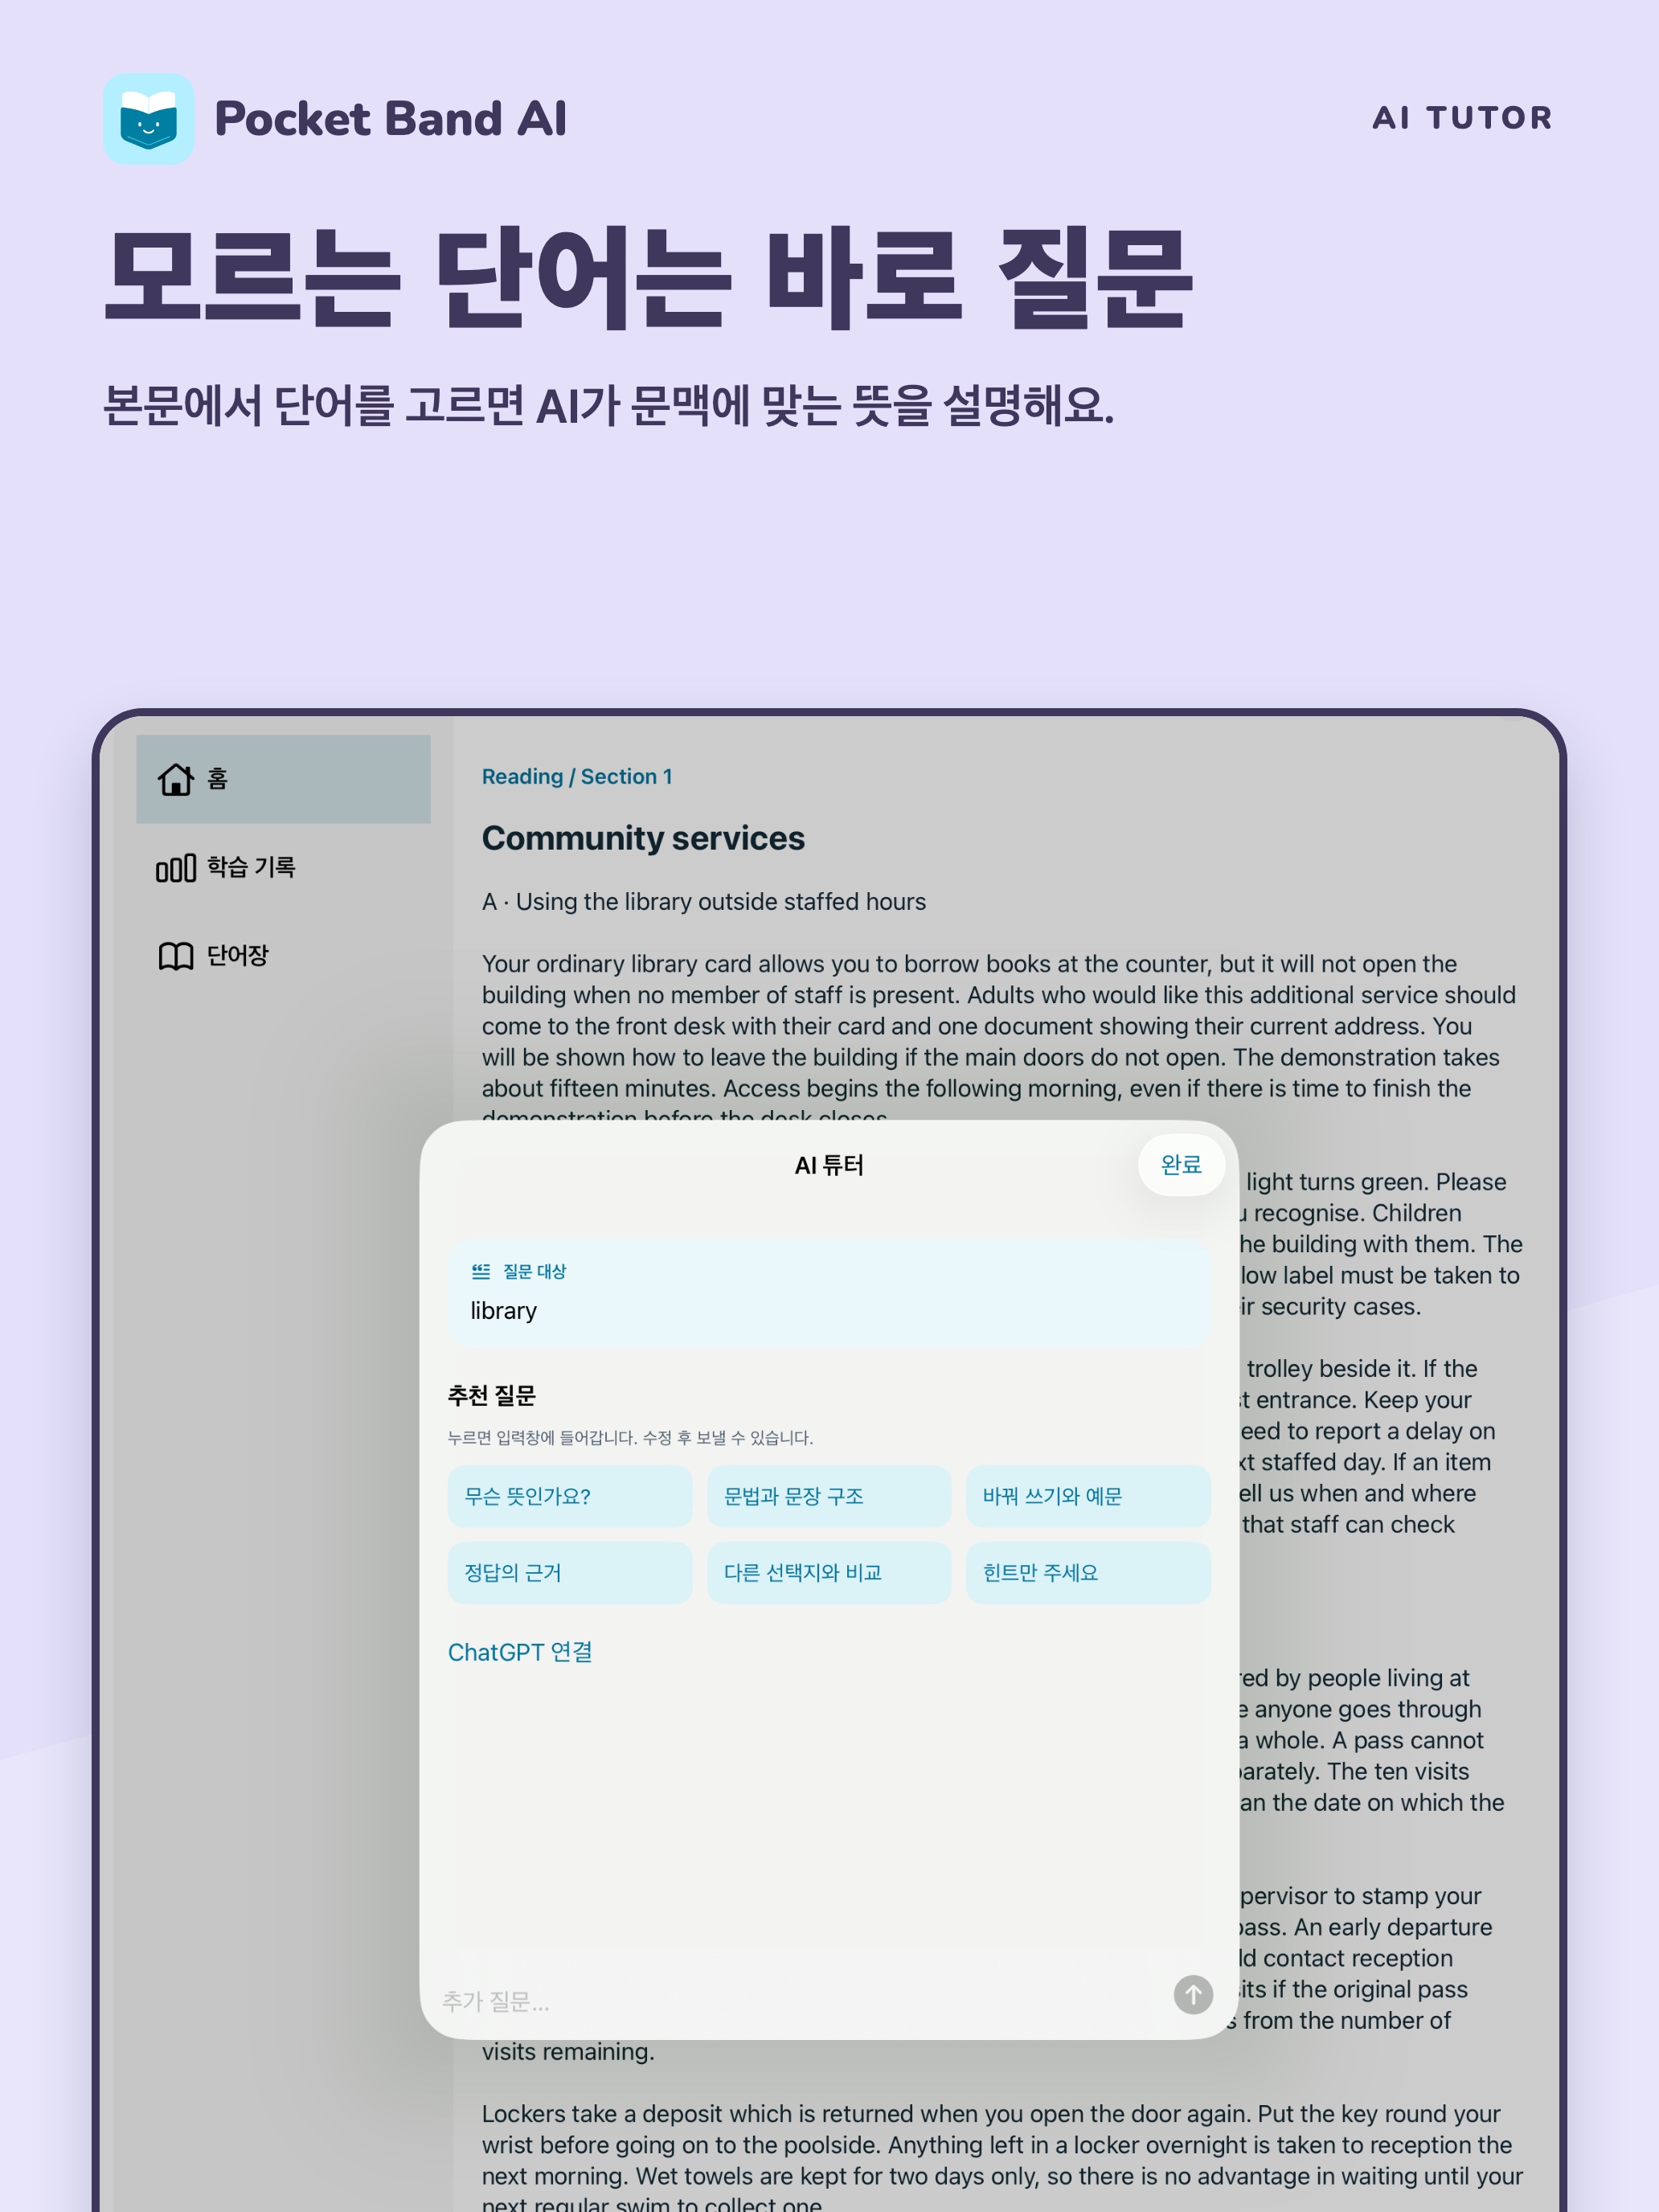 Pocket Band AI
AI TUTOR
모르는 단어는 바로 질문
본문에서 단어를 고르면 AI가 문맥에 맞는 뜻을 설명해요.
홈
학습 기록
단어장
Reading / Section 1
Community services
A · Using the library outside staffed hours
Your ordinary library card allows you to borrow books at the counter, but it will not open the
building when no member of staff is present. Adults who would like this additional service should
come to the front desk with their card and one document showing their current address. You
will be shown how to leave the building if the main doors do not open. The demonstration takes
about fifteen minutes. Access begins the following morning, even if there is time to finish the
demonstration before the desk closes.
AI 튜터
완료
질문 대상
library
추천 질문
누르면 입력창에 들어갑니다. 수정 후 보낼 수 있습니다.
무슨 뜻인가요?
문법과 문장 구조
바꿔 쓰기와 예문
정답의 근거
다른 선택지와 비교
힌트만 주세요
ChatGPT 연결
추가 질문...
light turns green. Please
recognise. Children
he building with them. The
low label must be taken to
eir security cases.
trolley beside it. If the
st entrance. Keep your
eed to report a delay on
xt staffed day. If an item
ell us when and where
that staff can check
red by people living at
e anyone goes through
a whole. A pass cannot
parately. The ten visits
an the date on which the
pervisor to stamp your
pass. An early departure
ld contact reception
sits if the original pass
s from the number of
visits remaining.
Lockers take a deposit which is returned when you open the door again. Put the key round your
wrist before going on to the poolside. Anything left in a locker overnight is taken to reception the
next morning. Wet towels are kept for two days only, so there is no advantage in waiting until your
next regular swim to collect one.